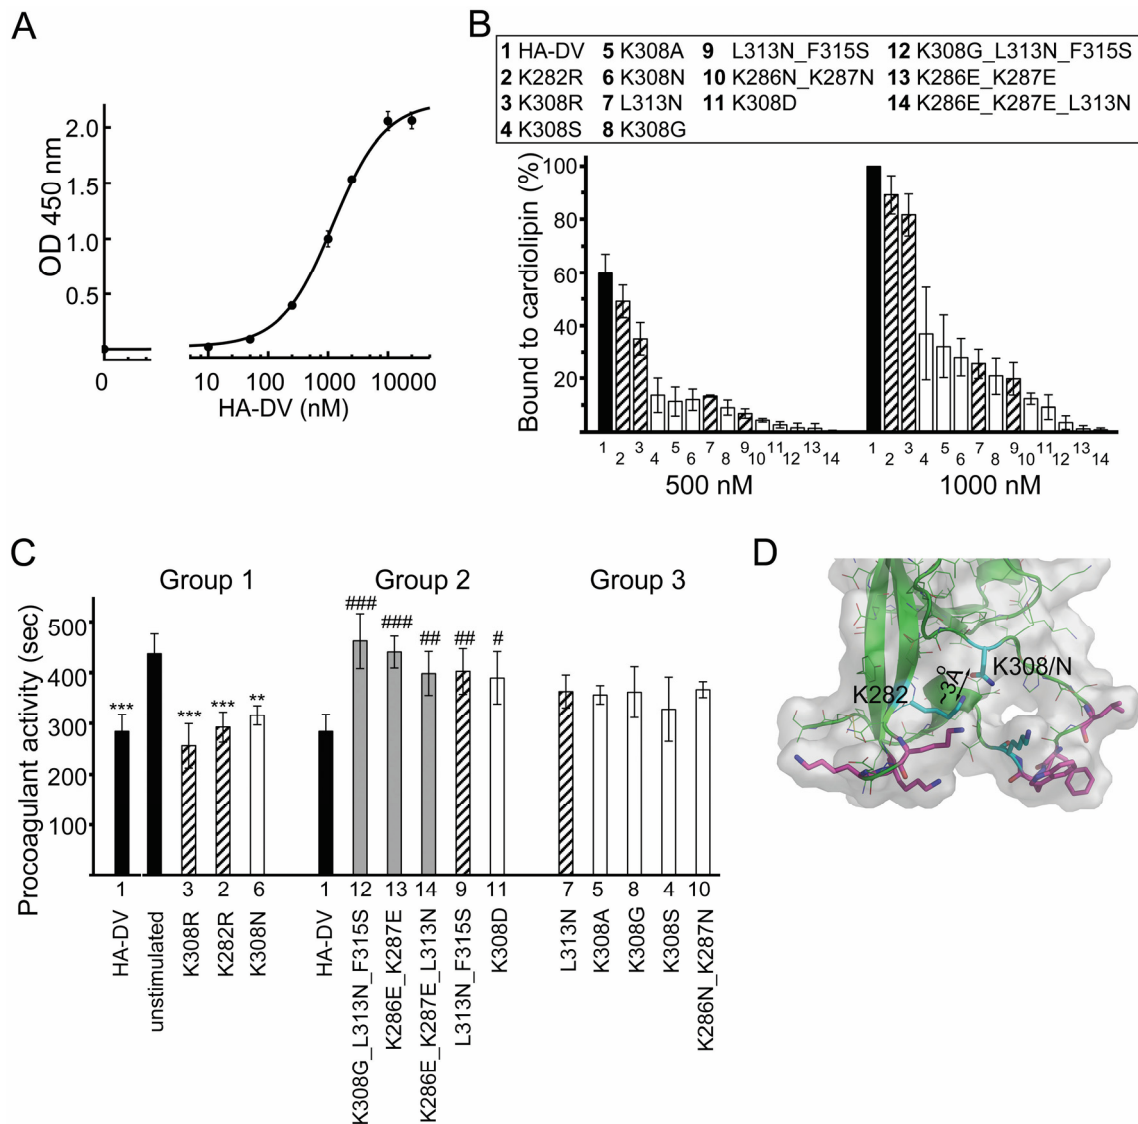 A
OD 450 nm
2.0
1.5
1.0
0.5
0 10 100 1000 10000
HA-DV (nM)
B
1 HA-DV 5 K308A 9 L313N_F315S 12 K308G_L313N_F315S
2 K282R 6 K308N 10 K286N_K287N 13 K286E_K287E
3 K308R 7 L313N 11 K308D 14 K286E_K287E_L313N
4 K308S 8 K308G
Bound to cardiolipin (%)
100
80
60
40
20
1 2 3 4 5 6 7 8 9 10 11 12 13 14
1 2 3 4 5 6 7 8 9 10 11 12 13 14
500 nM 1000 nM
C
Group 1 Group 2 Group 3
Procoagulant activity (sec)
500
400
300
200
100
*** *** *** **
### ### ## ## #
1 3 2 6 1 12 13 14 9 11 7 5 8 4 10
HA-DV
unstimulated
K308R
K282R
K308N
HA-DV
K308G_L313N_F315S
K286E_K287E
K286E_K287E_L313N
L313N_F315S
K308D
L313N
K308A
K308G
K308S
K286N_K287N
D
K282
~3Å
K308/N